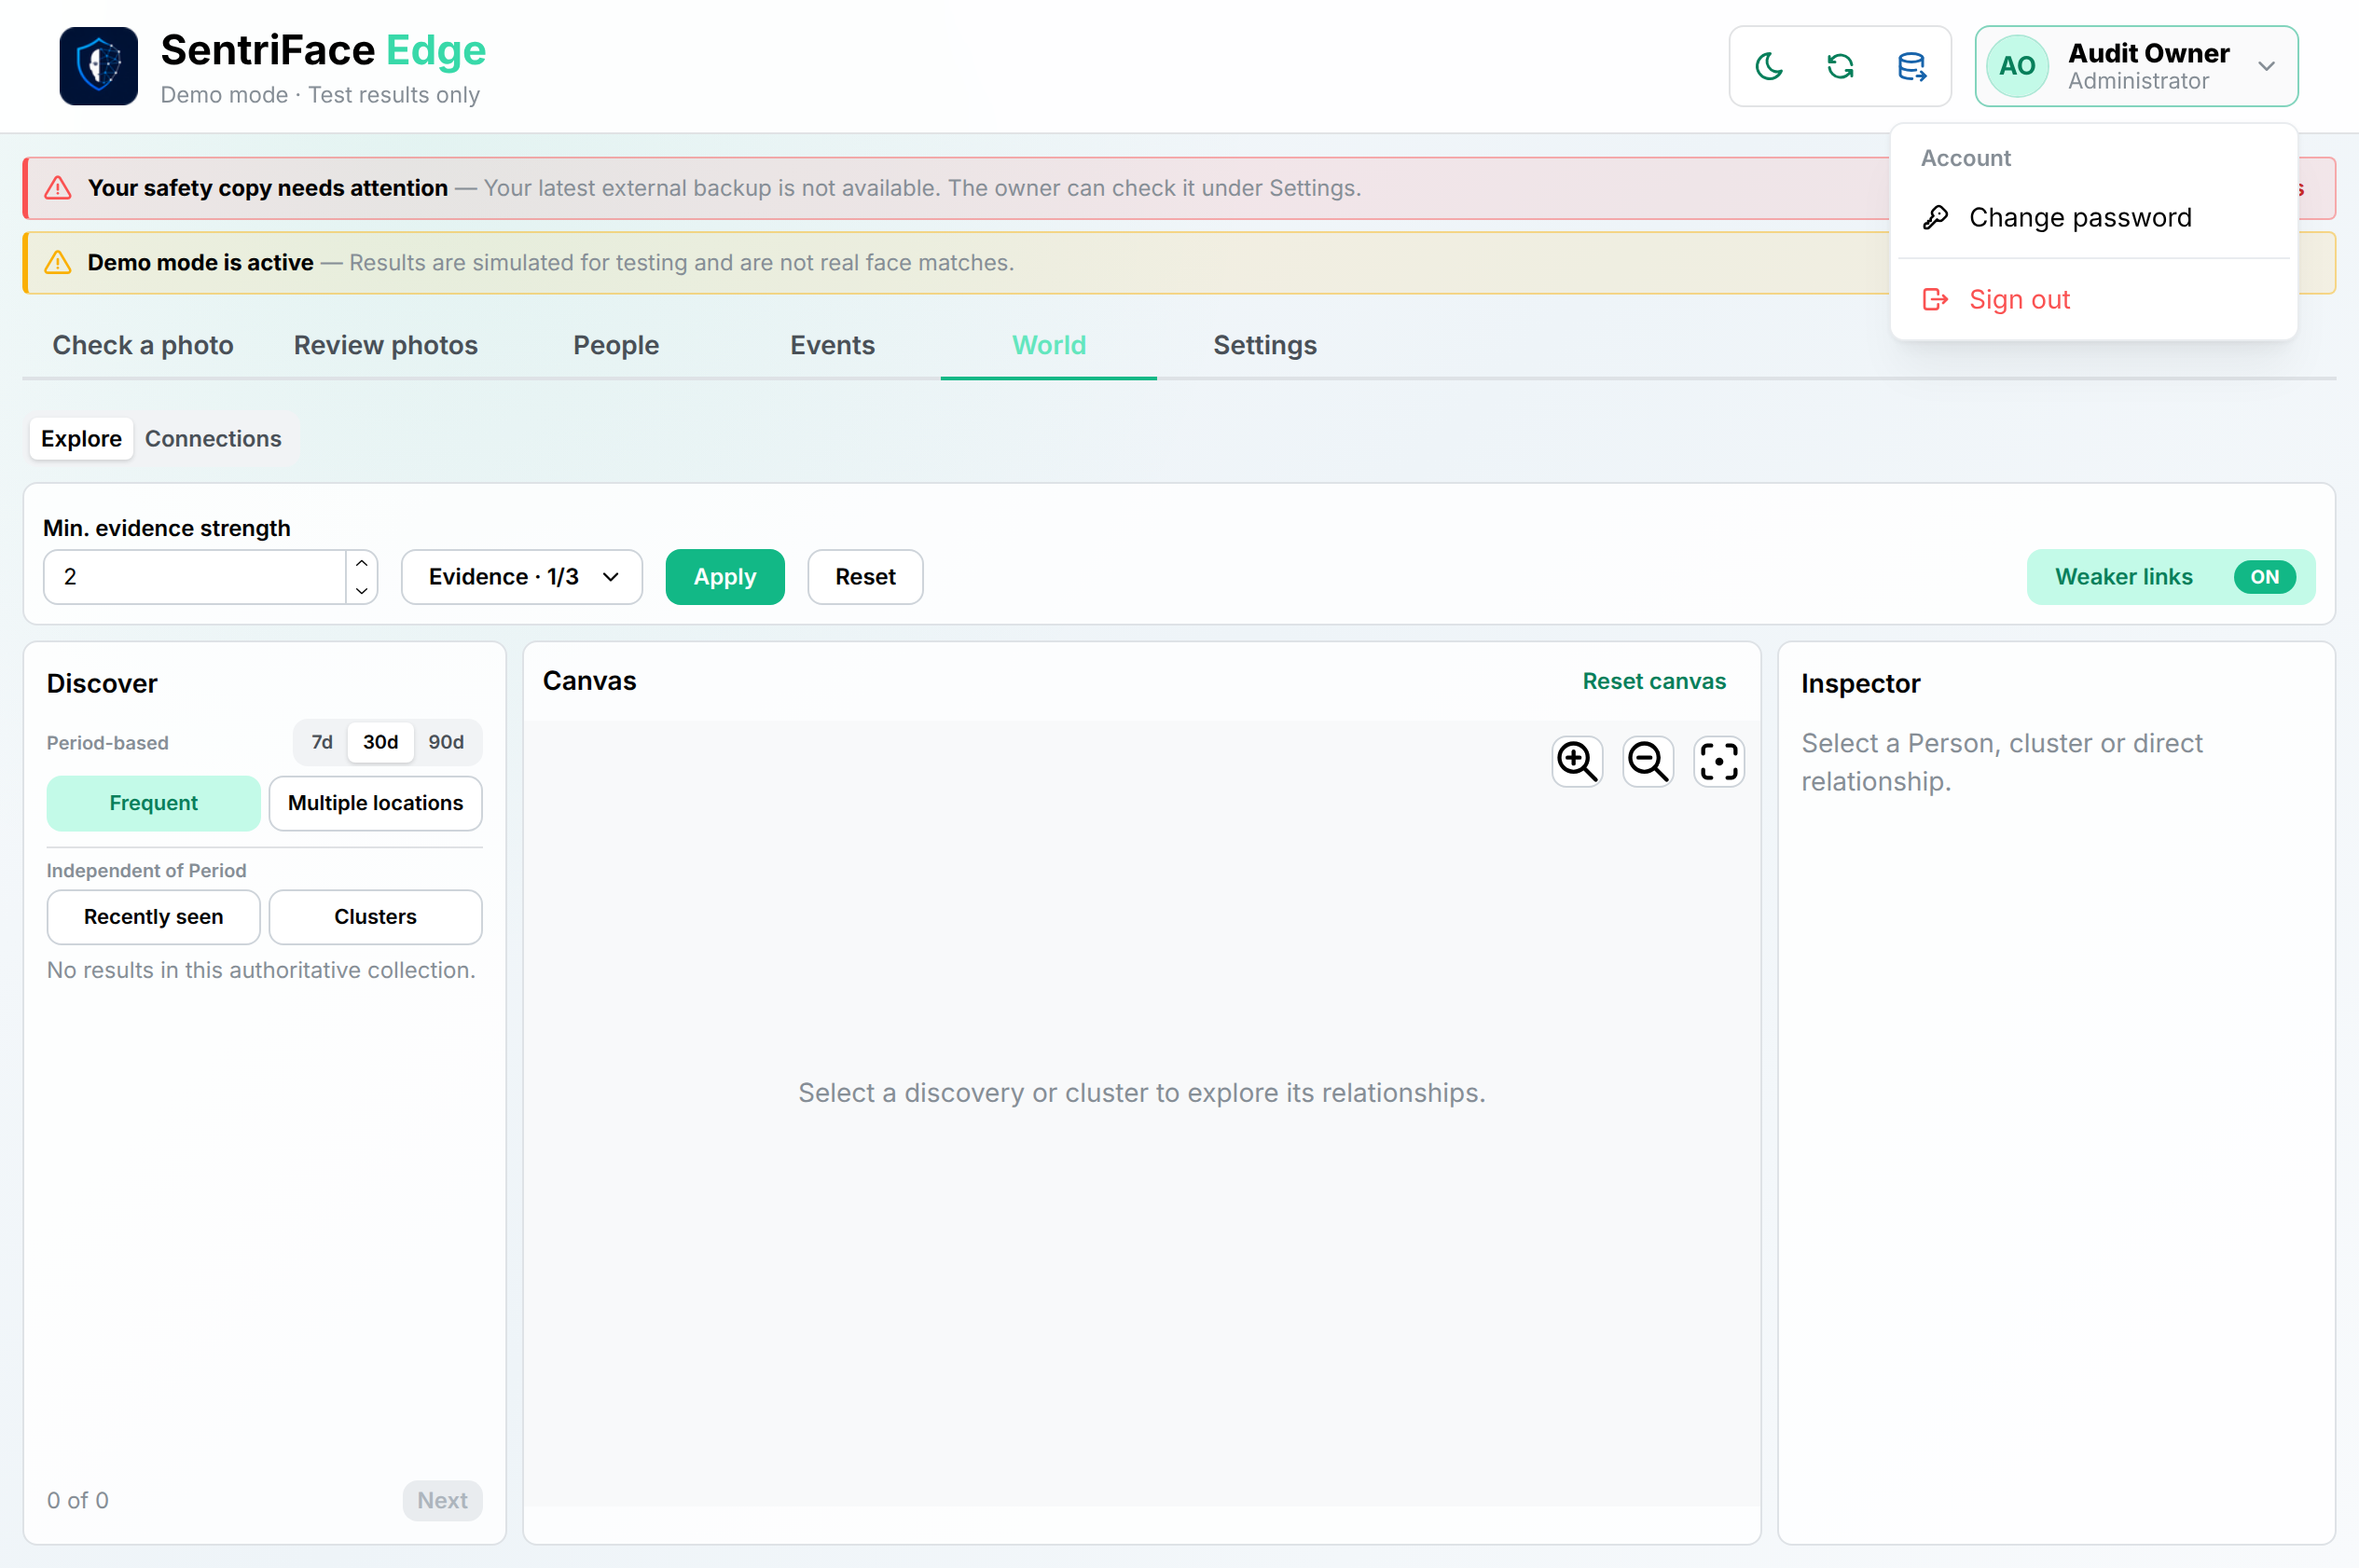 SentriFace Edge
Demo mode · Test results only
AO
Audit Owner
Administrator
Account
Change password
Sign out
Your safety copy needs attention — Your latest external backup is not available. The owner can check it under Settings.
Demo mode is active — Results are simulated for testing and are not real face matches.
Check a photo
Review photos
People
Events
World
Settings
Explore
Connections
Min. evidence strength
2
Evidence · 1/3
Apply
Reset
Weaker links
ON
Discover
Period-based
7d
30d
90d
Frequent
Multiple locations
Independent of Period
Recently seen
Clusters
No results in this authoritative collection.
0 of 0
Next
Canvas
Reset canvas
Select a discovery or cluster to explore its relationships.
Inspector
Select a Person, cluster or direct
relationship.